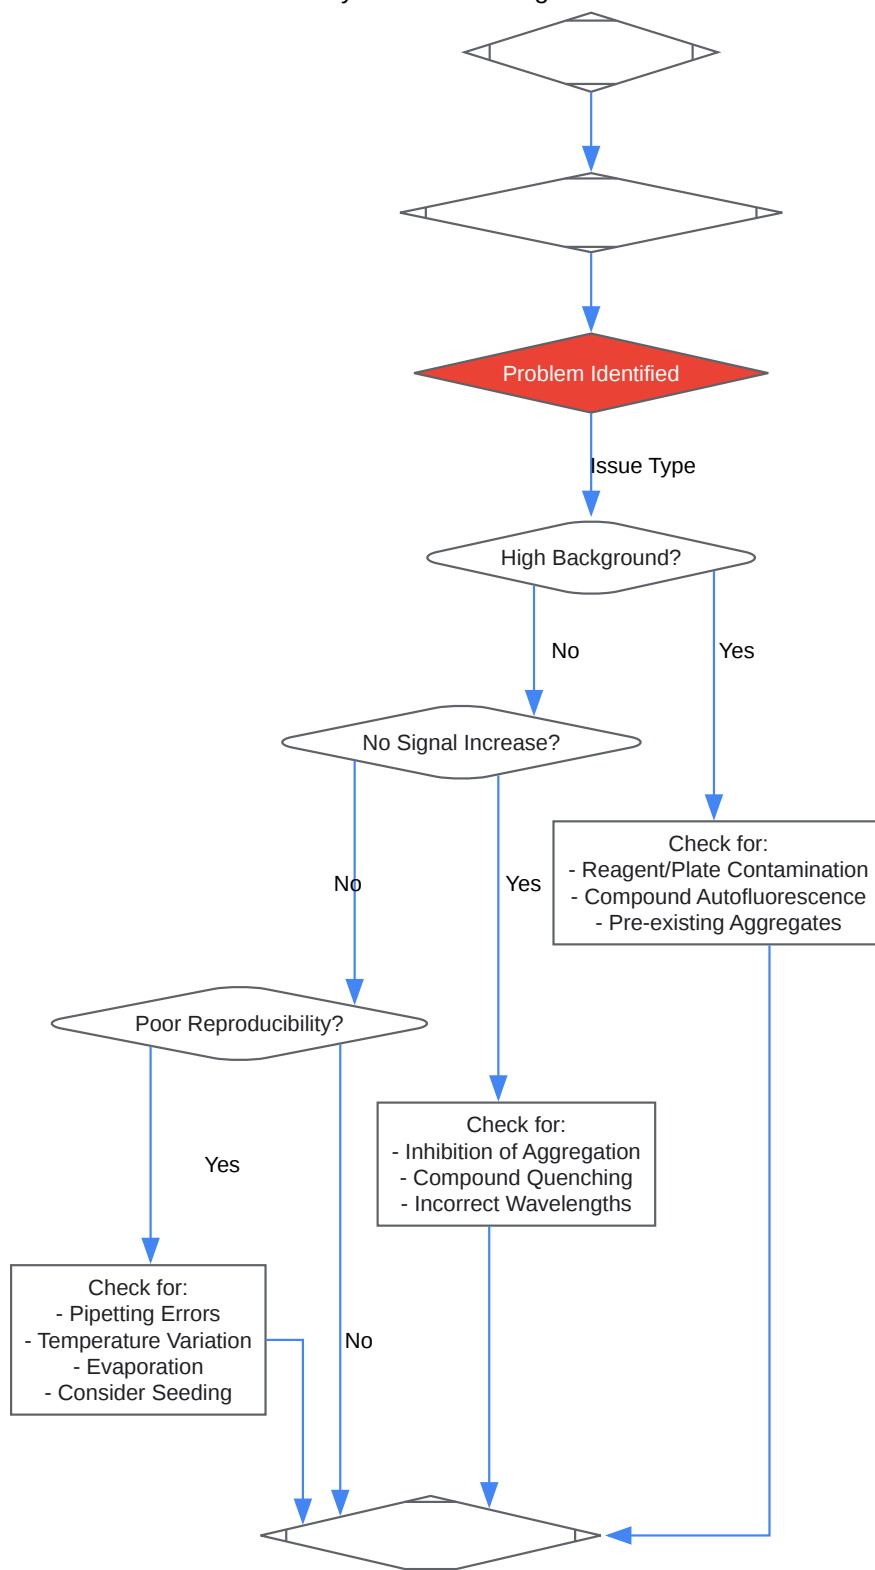 Problem Identified
Issue Type
High Background?
No
Yes
No Signal Increase?
Check for:
- Reagent/Plate Contamination
- Compound Autofluorescence
- Pre-existing Aggregates
No
Yes
Poor Reproducibility?
Check for:
- Inhibition of Aggregation
- Compound Quenching
- Incorrect Wavelengths
Yes
Check for:
- Pipetting Errors
- Temperature Variation
- Evaporation
- Consider Seeding
No